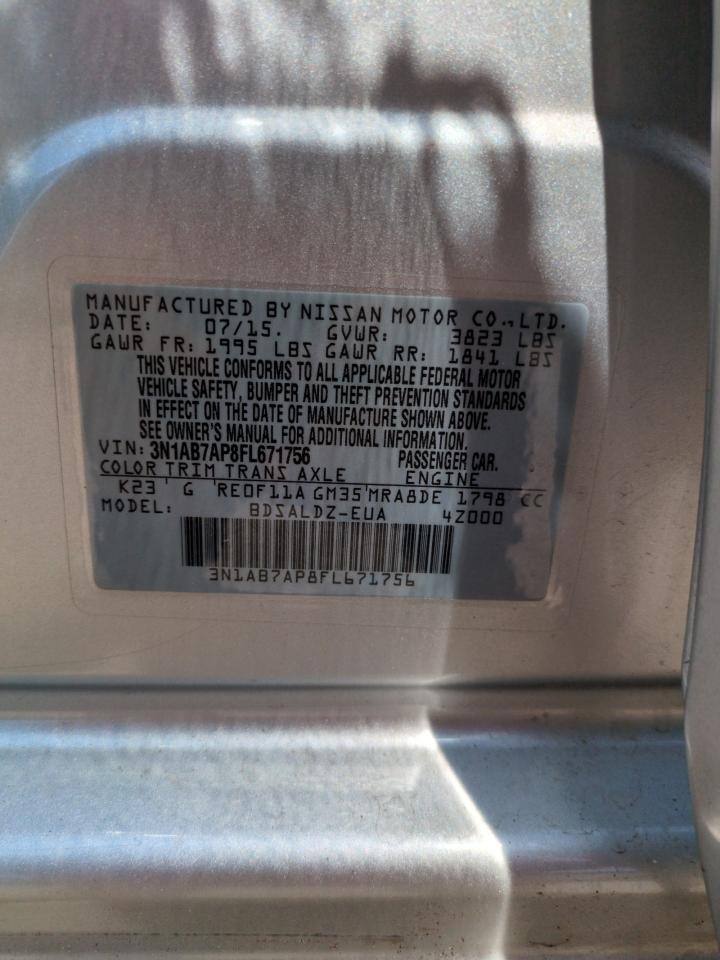 MANUFACTURED BY NISSAN MOTOR CO., LTD.
DATE: 07/15. GVWR: 3823 LBS
GAWR FR: 1995 LBS GAWR RR: 1841 LBS
THIS VEHICLE CONFORMS TO ALL APPLICABLE FEDERAL MOTOR
VEHICLE SAFETY, BUMPER AND THEFT PREVENTION STANDARDS
IN EFFECT ON THE DATE OF MANUFACTURE SHOWN ABOVE.
SEE OWNER'S MANUAL FOR ADDITIONAL INFORMATION.
VIN: 3N1AB7AP8FL671756 PASSENGER CAR.
COLOR TRIM TRANS AXLE ENGINE
K23 G RE0F11A GM35 MRA8DE 1798 CC
MODEL: BDSALDZ-EUA 4Z000
3N1AB7AP8FL671756